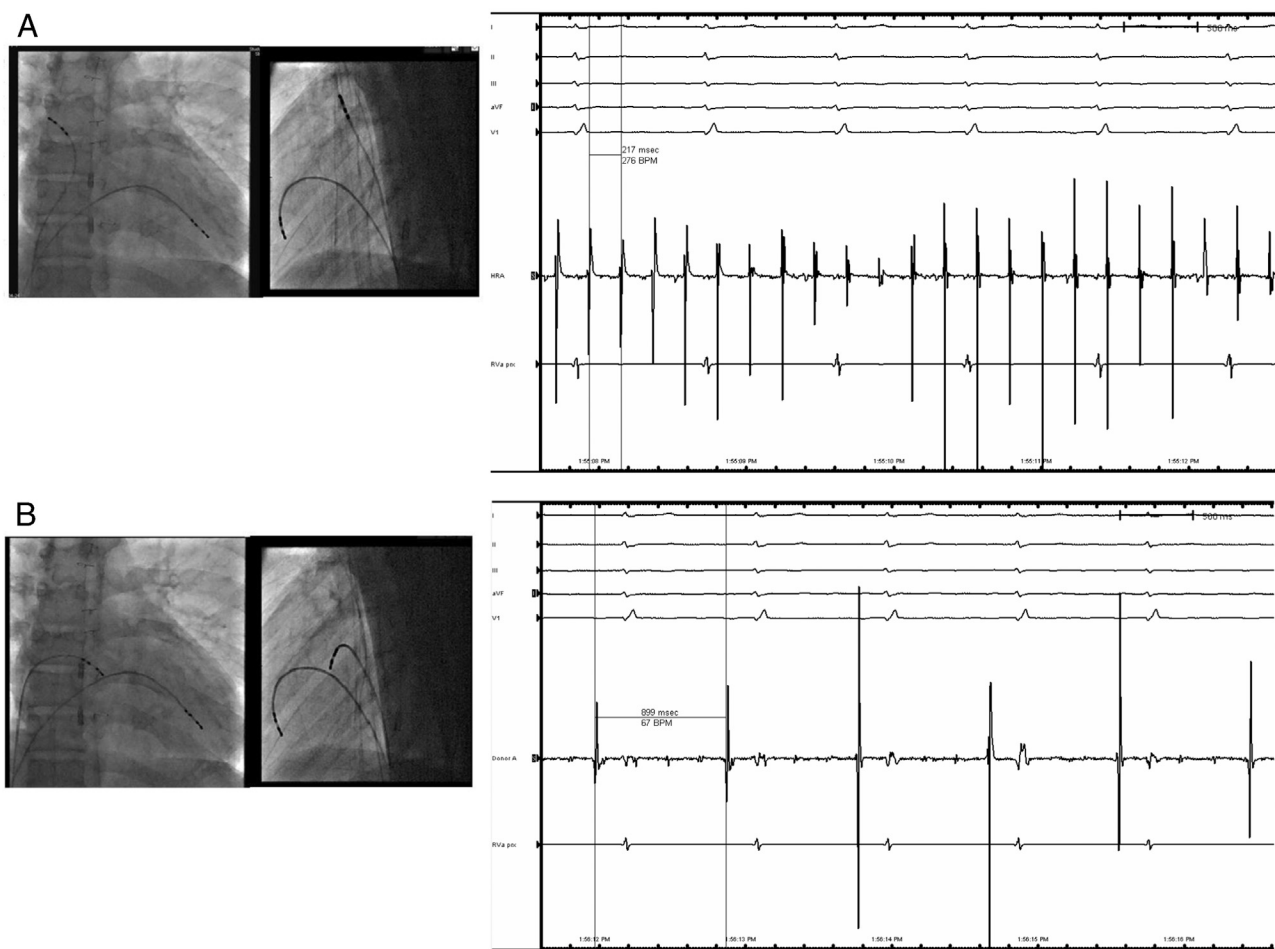 A
I
500 ms
II
III
aVF
V1
217 msec
276 BPM
HRA
RVa pox
1:55:08 PM 1:55:09 PM 1:55:10 PM 1:55:11 PM 1:55:12 PM
B
I
500 ms
II
III
aVF
V1
899 msec
67 BPM
Donor A
RVa pox
1:56:12 PM 1:56:13 PM 1:56:14 PM 1:56:15 PM 1:56:16 PM